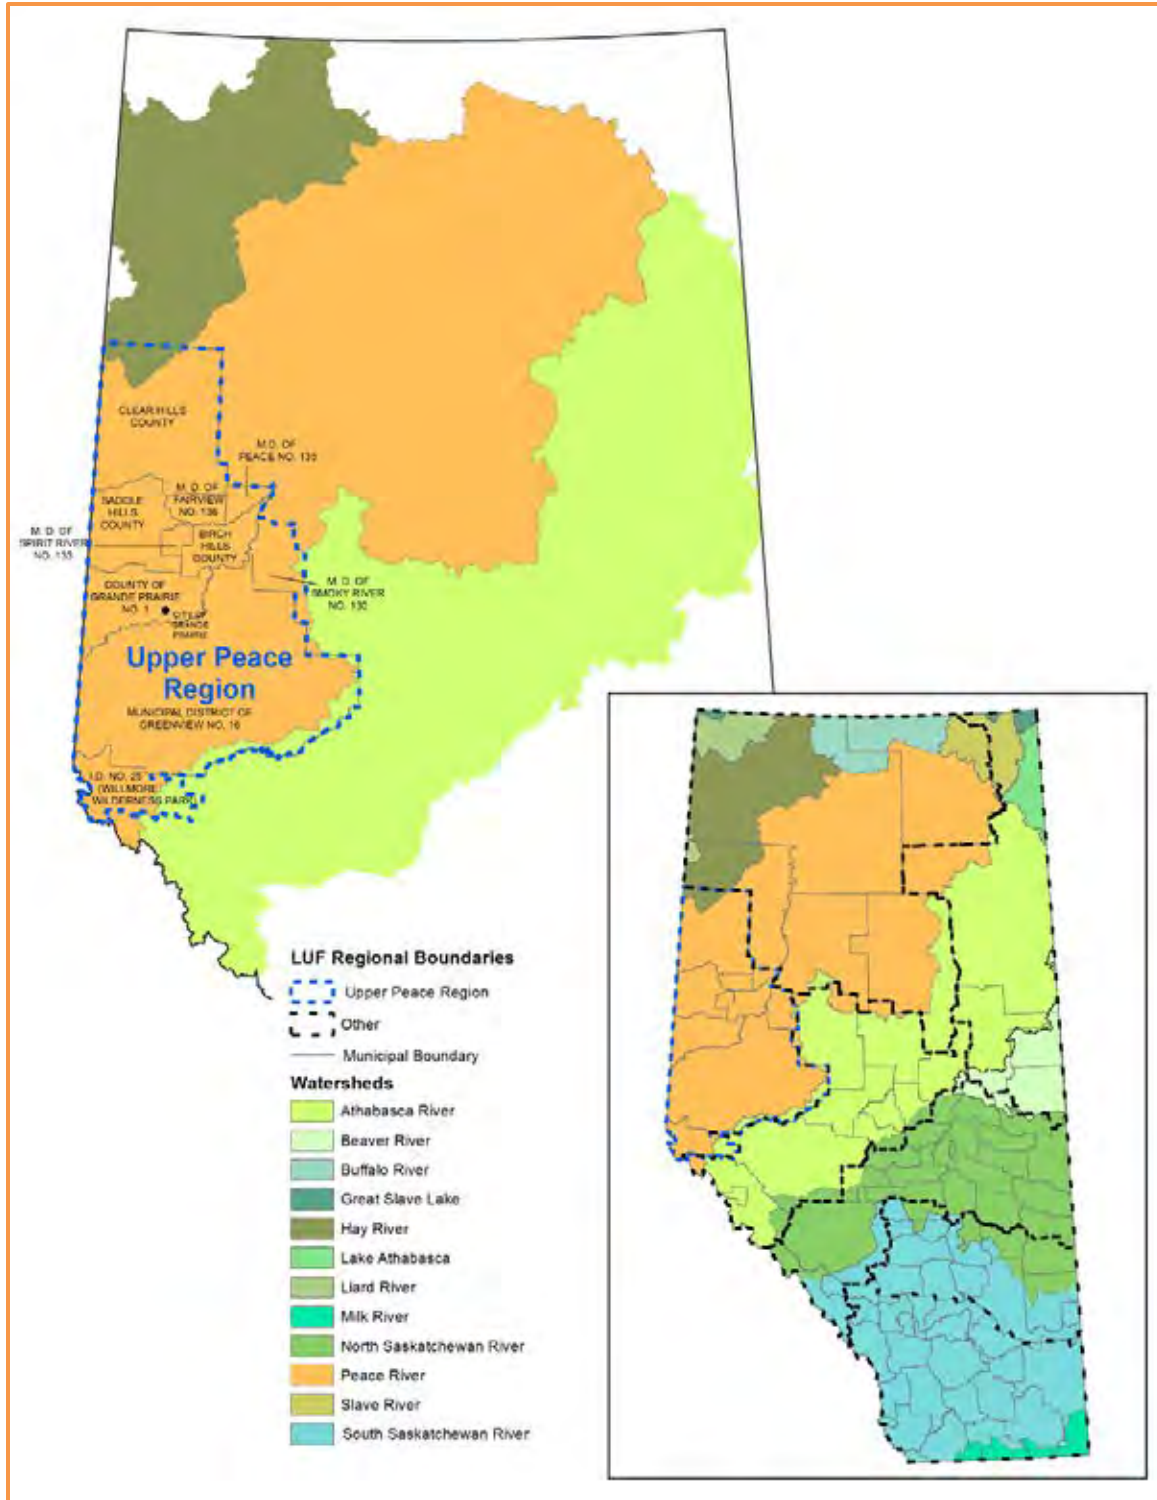 CLEAR HILLS
COUNTY
M.D. OF
PEACE NO. 135
SADDLE
HILLS
COUNTY
M. D. OF
FAIRVIEW
NO. 136
M. D. OF
SPIRIT RIVER
NO. 133
BIRCH
HILLS
COUNTY
COUNTY OF
GRANDE PRAIRIE
NO. 1
CITY OF
GRANDE
PRAIRIE
M. D. OF
SMOKY RIVER
NO. 130
Upper Peace
Region
MUNICIPAL DISTRICT OF
GREENVIEW NO. 16
I.D. NO. 25
(WILLMORE
WILDERNESS PARK)
LUF Regional Boundaries
Upper Peace Region
Other
Municipal Boundary
Watersheds
Athabasca River
Beaver River
Buffalo River
Great Slave Lake
Hay River
Lake Athabasca
Liard River
Milk River
North Saskatchewan River
Peace River
Slave River
South Saskatchewan River